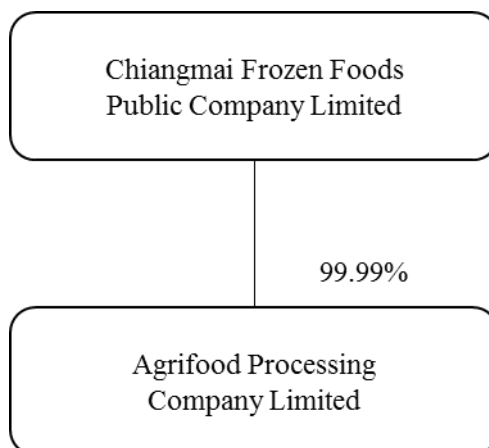 Chiangmai Frozen Foods
Public Company Limited
99.99%
Agrifood Processing
Company Limited